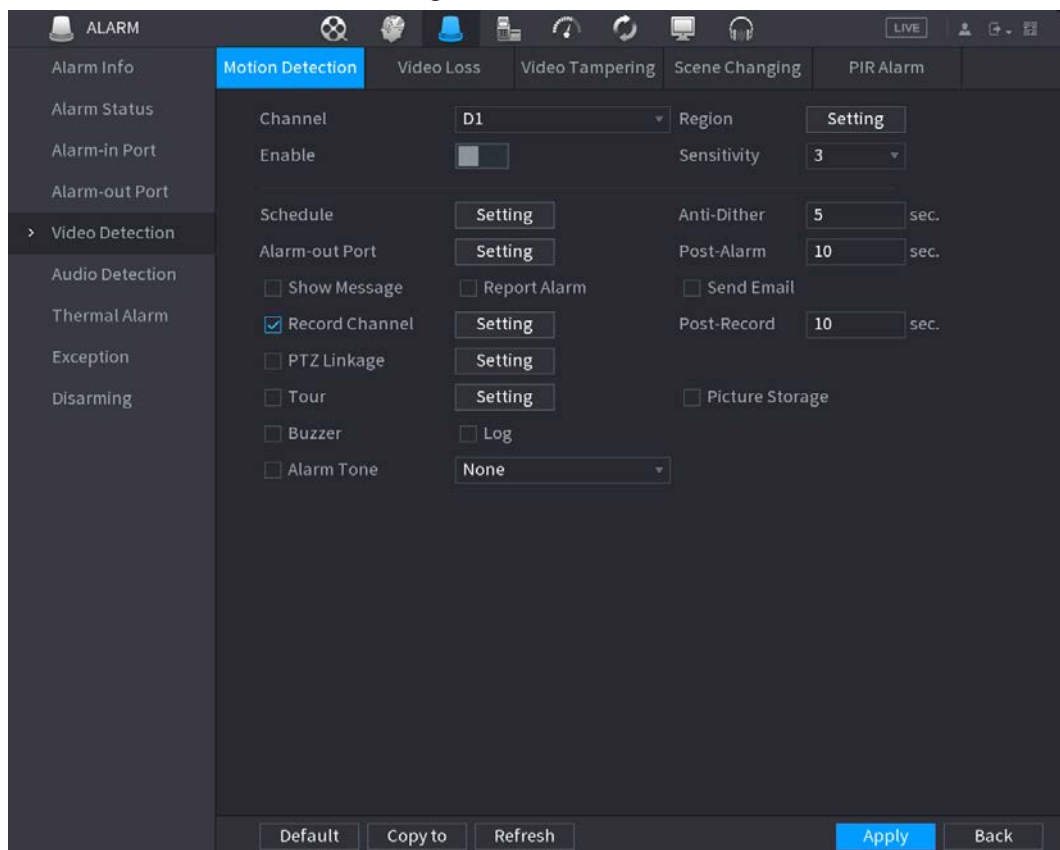 ALARM LIVE
Alarm Info
Alarm Status
Alarm-in Port
Alarm-out Port
> Video Detection
Audio Detection
Thermal Alarm
Exception
Disarming
Motion Detection Video Loss Video Tampering Scene Changing PIR Alarm
Channel D1 Region Setting
Enable Sensitivity 3
Schedule Setting Anti-Dither 5 sec.
Alarm-out Port Setting Post-Alarm 10 sec.
Show Message Report Alarm Send Email
Record Channel Setting Post-Record 10 sec.
PTZ Linkage Setting
Tour Setting Picture Storage
Buzzer Log
Alarm Tone None
Default Copy to Refresh Apply Back